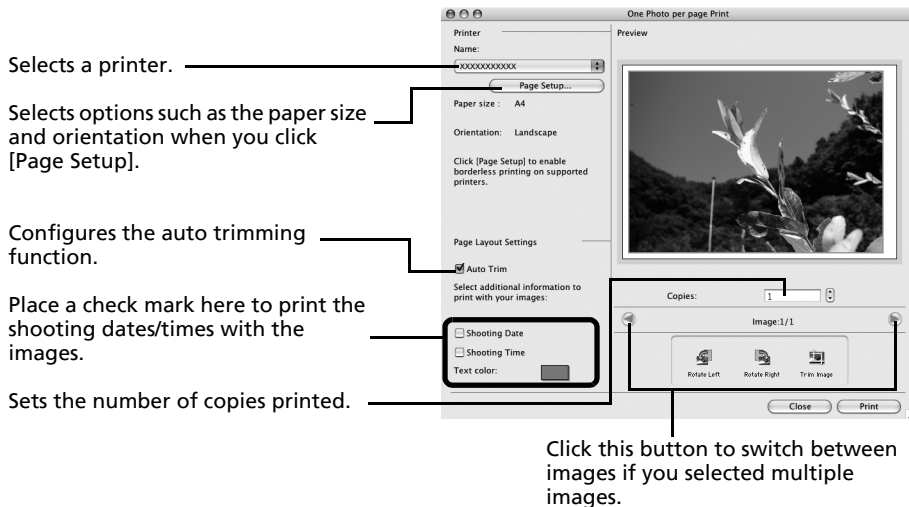 One Photo per page Print
Printer
Name:
XXXXXXXXXXX
Page Setup...
Paper size : A4
Orientation: Landscape
Click [Page Setup] to enable
borderless printing on supported
printers.
Page Layout Settings
Auto Trim
Select additional information to
print with your images:
Shooting Date
Shooting Time
Text color:
Preview
Copies: 1
Image:1/1
Rotate Left Rotate Right Trim Image
Close Print
Selects a printer.
Selects options such as the paper size
and orientation when you click
[Page Setup].
Configures the auto trimming
function.
Place a check mark here to print the
shooting dates/times with the
images.
Sets the number of copies printed.
Click this button to switch between
images if you selected multiple
images.